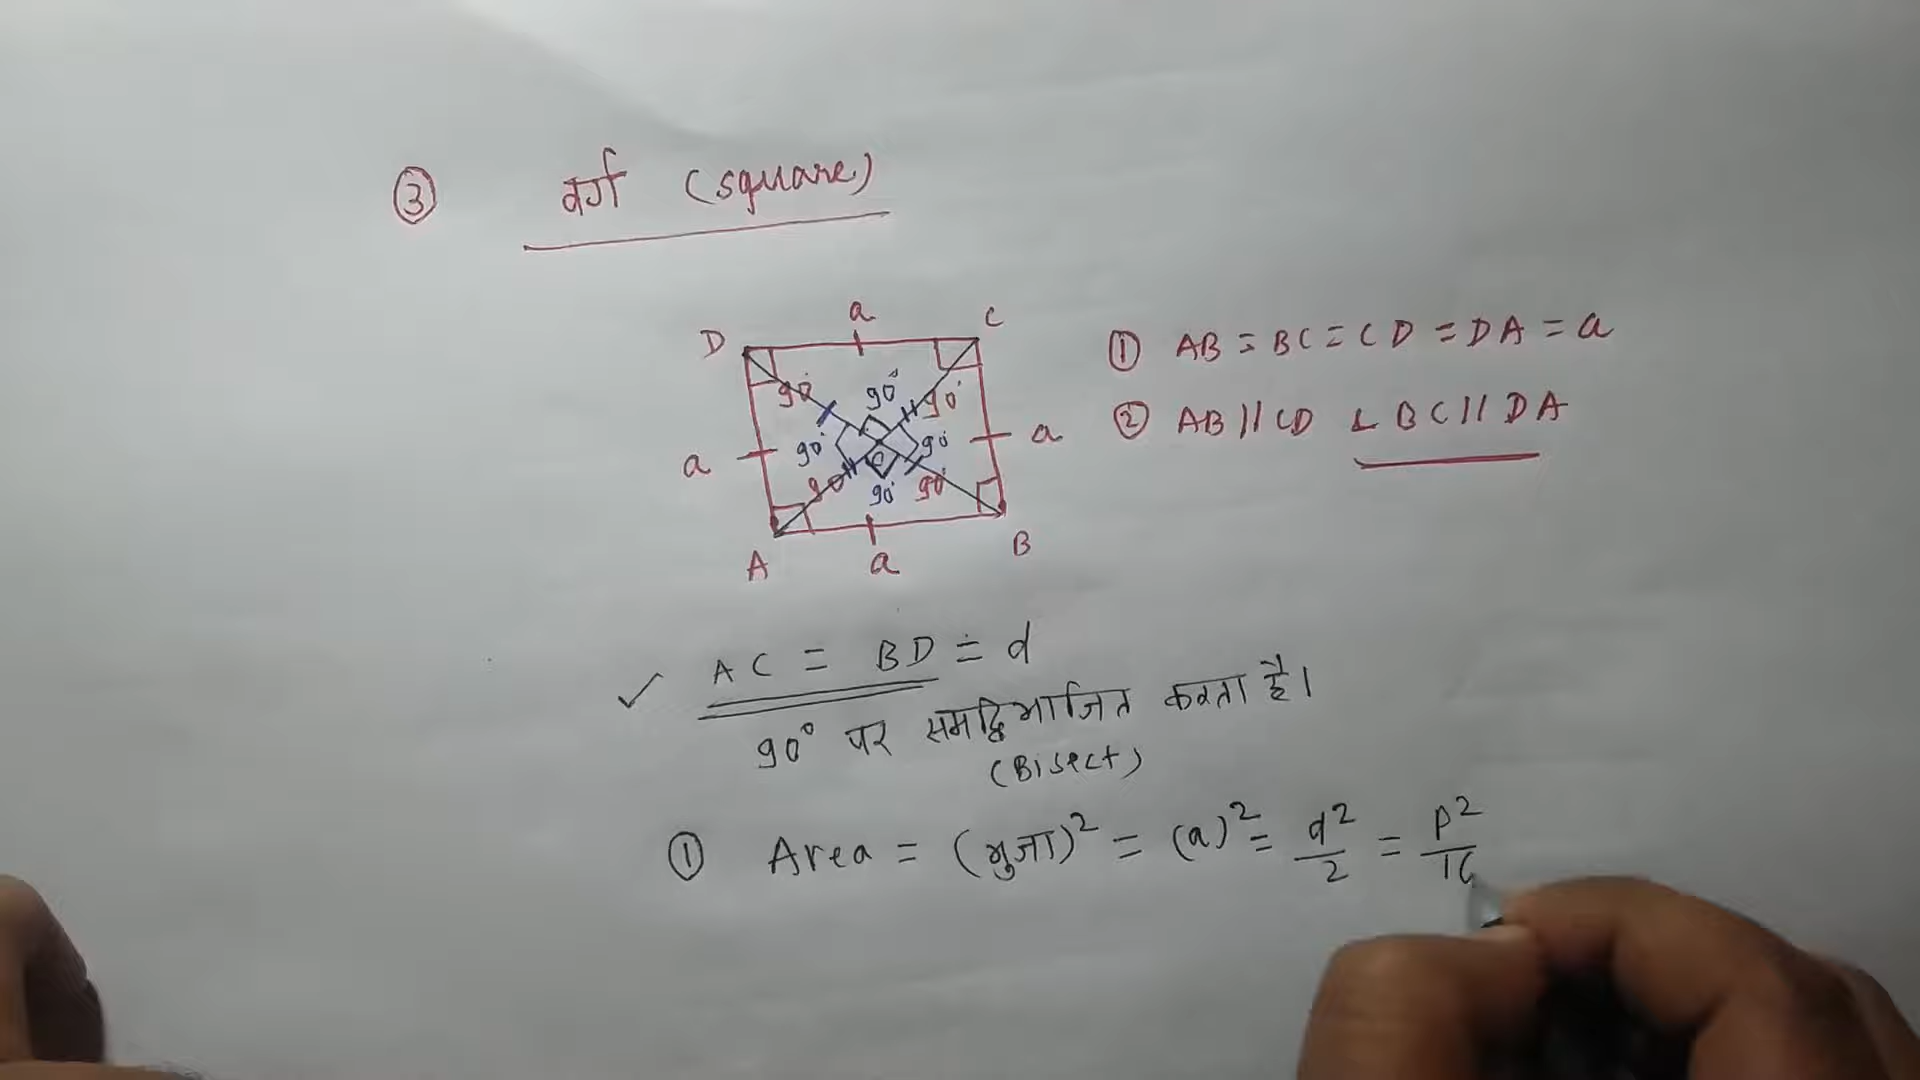 ③ वर्ग (square)
a
D C
90° 90° 90°
a 90° 90° a
90° 90° 90°
A a B
① AB = BC = CD = DA = a
② AB // CD & BC // DA
✓ AC = BD = d
90° पर समद्विभाजित करता है।
(Bisect)
① Area = (भुजा)² = (a)² = d²/2 = P²/16